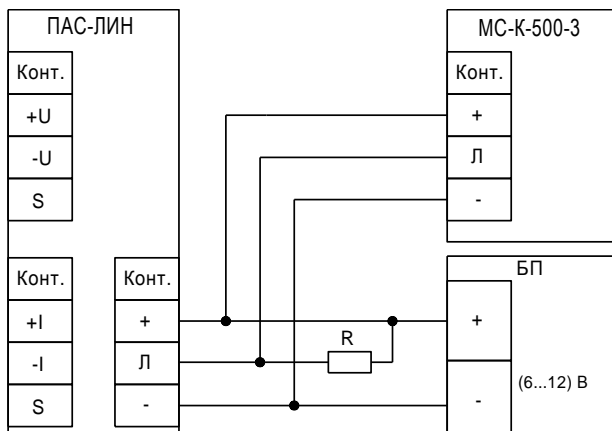 ПАС-ЛИН
Конт.
+U
-U
S
Конт.
+I
-I
S
Конт.
+
Л
-
R
МС-К-500-3
Конт.
+
Л
-
БП
+
-
(6...12) В